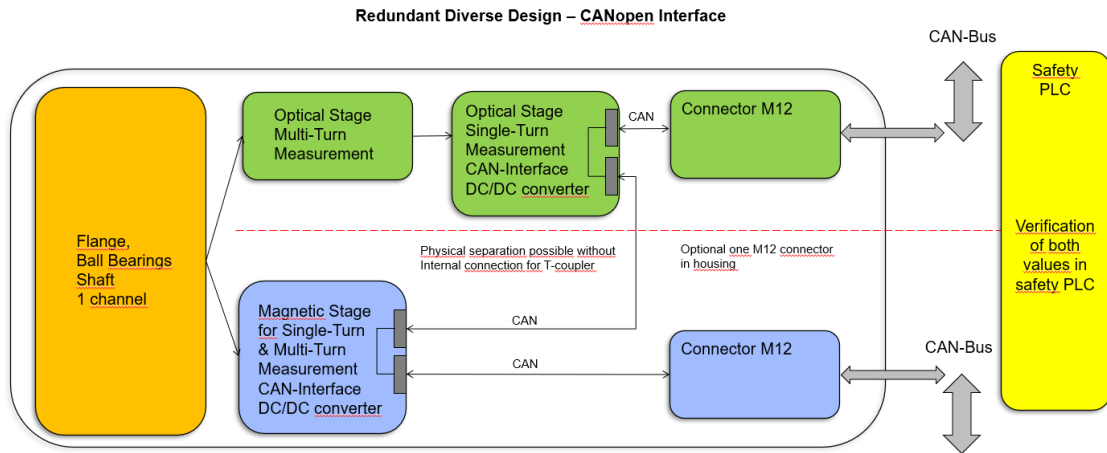 Redundant Diverse Design – CANopen Interface
CAN-Bus
Safety
PLC
Optical Stage
Multi-Turn
Measurement
Optical Stage
Single-Turn
Measurement
CAN-Interface
DC/DC converter
CAN
Connector M12
Flange,
Ball Bearings
Shaft
1 channel
Physical separation possible without
Internal connection for T-coupler
Optional one M12 connector
in housing
Verification
of both
values in
safety PLC
Magnetic Stage
for Single-Turn
& Multi-Turn
Measurement
CAN-Interface
DC/DC converter
CAN
CAN
Connector M12
CAN-Bus